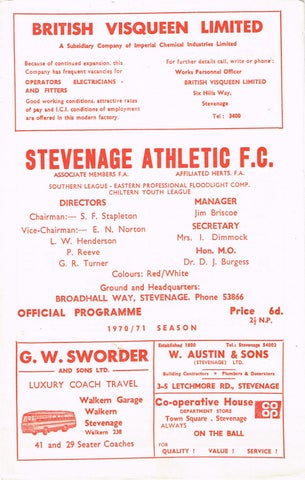 BRITISH VISQUEEN LIMITED
A Subsidiary Company of Imperial Chemical Industries Limited
Because of continued expansion, this
Company has frequent vacancies for
OPERATORS ELECTRICIANS -
AND FITTERS
Good working conditions, attractive rates
of pay and I.C.I. conditions of employment
are offered in this modern factory.
For further details call, write or phone:
Works Personnel Officer
BRITISH VISQUEEN LIMITED
Six Hills Way,
Stevenage
Tel.: 3400
STEVENAGE ATHLETIC F.C.
ASSOCIATE MEMBERS F.A. AFFILIATED HERTS. F.A.
SOUTHERN LEAGUE - EASTERN PROFESSIONAL FLOODLIGHT COMP.
CHILTERN YOUTH LEAGUE
DIRECTORS
Chairman:— S. F. Stapleton
Vice-Chairman:— E. N. Norton
L. W. Henderson
P. Reeve
G. R. Turner
MANAGER
Jim Briscoe
SECRETARY
Mrs. I. Dimmock
Hon. M.O.
Dr. D. J. Burgess
Colours: Red/White
Ground and Headquarters:
BROADHALL WAY, STEVENAGE. Phone 53866
OFFICIAL PROGRAMME Price 6d.
1970/71 SEASON 2½ N.P.
G. W. SWORDER
AND SONS LTD.
LUXURY COACH TRAVEL
Walkern Garage
Walkern
Stevenage
Walkern 238
41 and 29 Seater Coaches
Established 1800 Tel.: Stevenage 54002
W. AUSTIN & SONS
(STEVENAGE) LTD.
Building Contractors - Plumbers & Decorators
3-5 LETCHMORE RD., STEVENAGE
Co-operative House
DEPARTMENT STORE
Town Square - Stevenage
ALWAYS
ON THE BALL
CO
OP
FOR
QUALITY ! VALUE ! SERVICE !